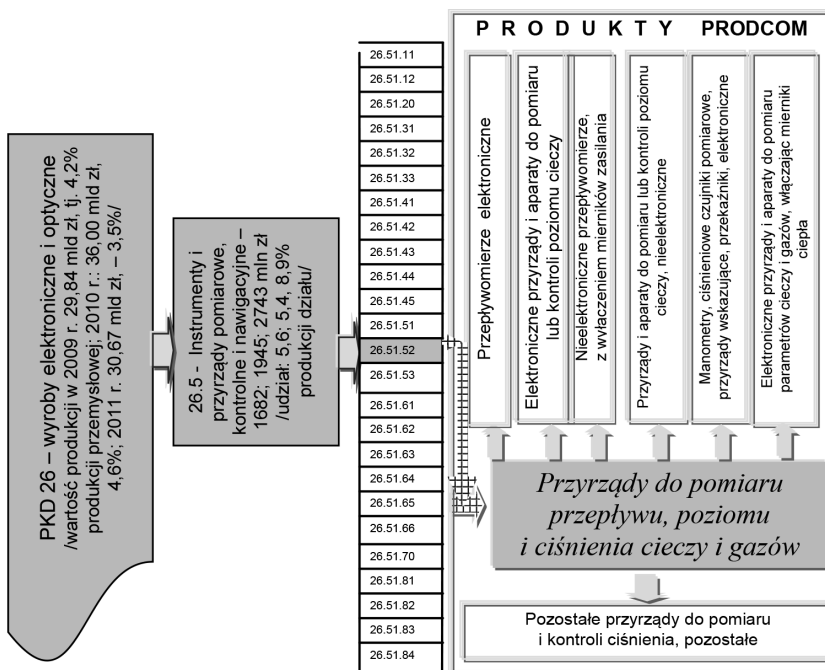 PKD 26 – wyroby elektroniczne i optyczne
/wartość produkcji w 2009 r. 29,84 mld zł, tj. 4,2%
produkcji przemysłowej; 2010 r.: 36,00 mld zł,
4,6%; 2011 r. 30,67 mld zł, – 3,5%/
26.5 - Instrumenty i
przyrządy pomiarowe,
kontrolne i nawigacyjne –
1682; 1945; 2743 mln zł
/udział: 5,6; 5,4, 8,9%
produkcji działu/
26.51.11
26.51.12
26.51.20
26.51.31
26.51.32
26.51.33
26.51.41
26.51.42
26.51.43
26.51.44
26.51.45
26.51.51
26.51.52
26.51.53
26.51.61
26.51.62
26.51.63
26.51.64
26.51.65
26.51.66
26.51.70
26.51.81
26.51.82
26.51.83
26.51.84
P R O D U K T Y PRODCOM
Przepływomierze elektroniczne
Elektroniczne przyrządy i aparaty do pomiaru
lub kontroli poziomu cieczy
Nieelektroniczne przepływomierze,
z wyłączeniem mierników zasilania
Przyrządy i aparaty do pomiaru lub kontroli poziomu
cieczy, nieelektroniczne
Manometry, ciśnieniowe czujniki pomiarowe,
przyrządy wskazujące, przekaźniki, elektroniczne
Elektroniczne przyrządy i aparaty do pomiaru
parametrów cieczy i gazów, włączając mierniki
ciepła
Przyrządy do pomiaru
przepływu, poziomu
i ciśnienia cieczy i gazów
Pozostałe przyrządy do pomiaru
i kontroli ciśnienia, pozostałe